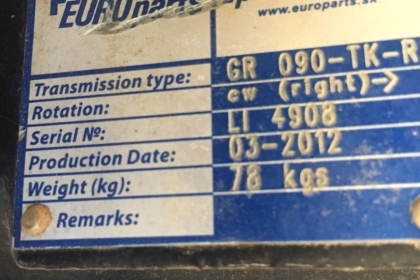 EUROparts
www.europarts.sk
Transmission type: GR 090-TK-R
Rotation: cw (right)->
Serial №: LI 4908
Production Date: 03-2012
Weight (kg): 78 kgs
Remarks: